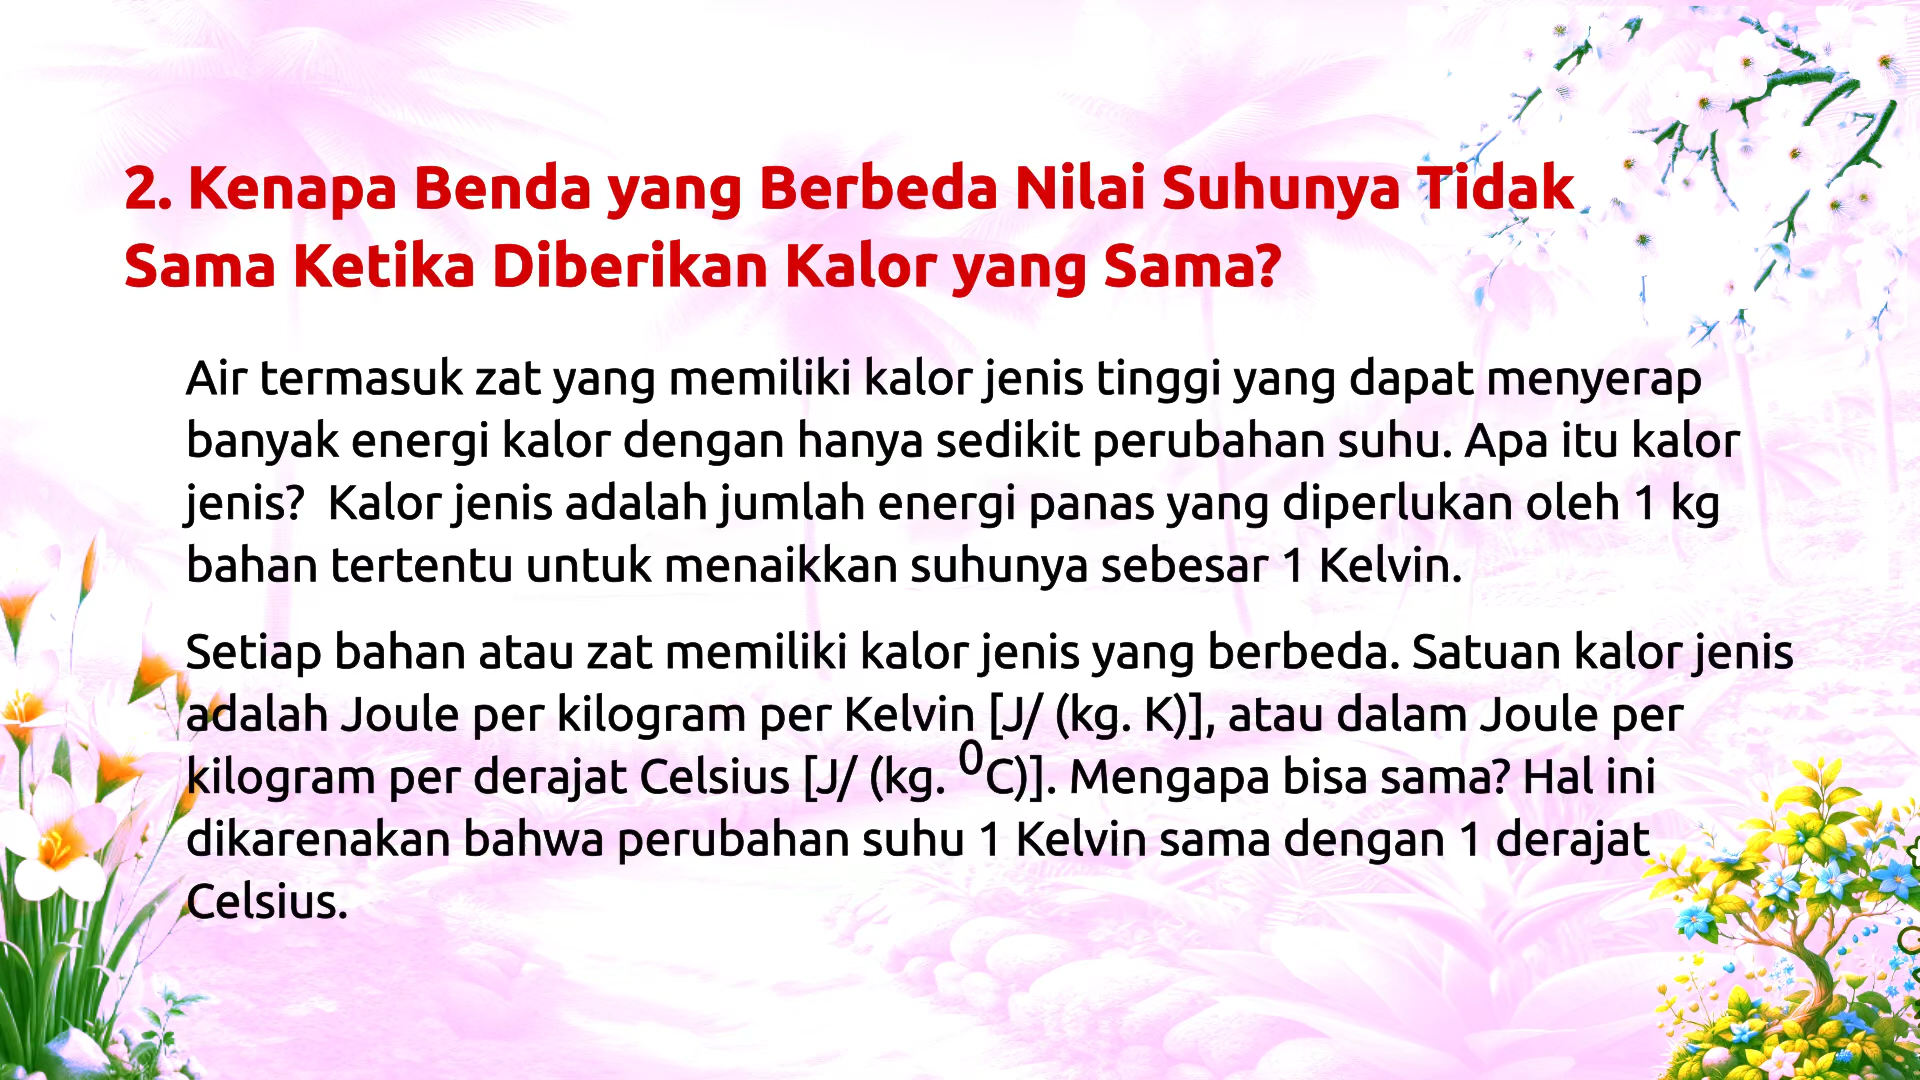 2. Kenapa Benda yang Berbeda Nilai Suhunya Tidak
Sama Ketika Diberikan Kalor yang Sama?
Air termasuk zat yang memiliki kalor jenis tinggi yang dapat menyerap
banyak energi kalor dengan hanya sedikit perubahan suhu. Apa itu kalor
jenis?  Kalor jenis adalah jumlah energi panas yang diperlukan oleh 1 kg
bahan tertentu untuk menaikkan suhunya sebesar 1 Kelvin.
Setiap bahan atau zat memiliki kalor jenis yang berbeda. Satuan kalor jenis
adalah Joule per kilogram per Kelvin [J/ (kg. K)], atau dalam Joule per
kilogram per derajat Celsius [J/ (kg. ⁰C)]. Mengapa bisa sama? Hal ini
dikarenakan bahwa perubahan suhu 1 Kelvin sama dengan 1 derajat
Celsius.